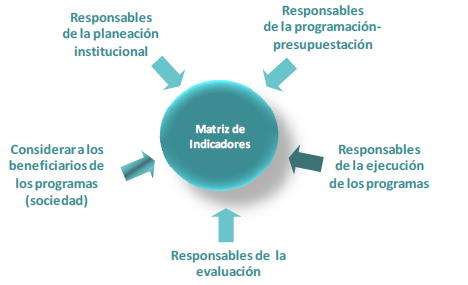 Responsables
de la planeación
institucional
Responsables
de la programación-
presupuestación
Matriz de
Indicadores
Considerar a los
beneficiarios de
los programas
(sociedad)
Responsables
de la ejecución
de los programas
Responsables de la
evaluación